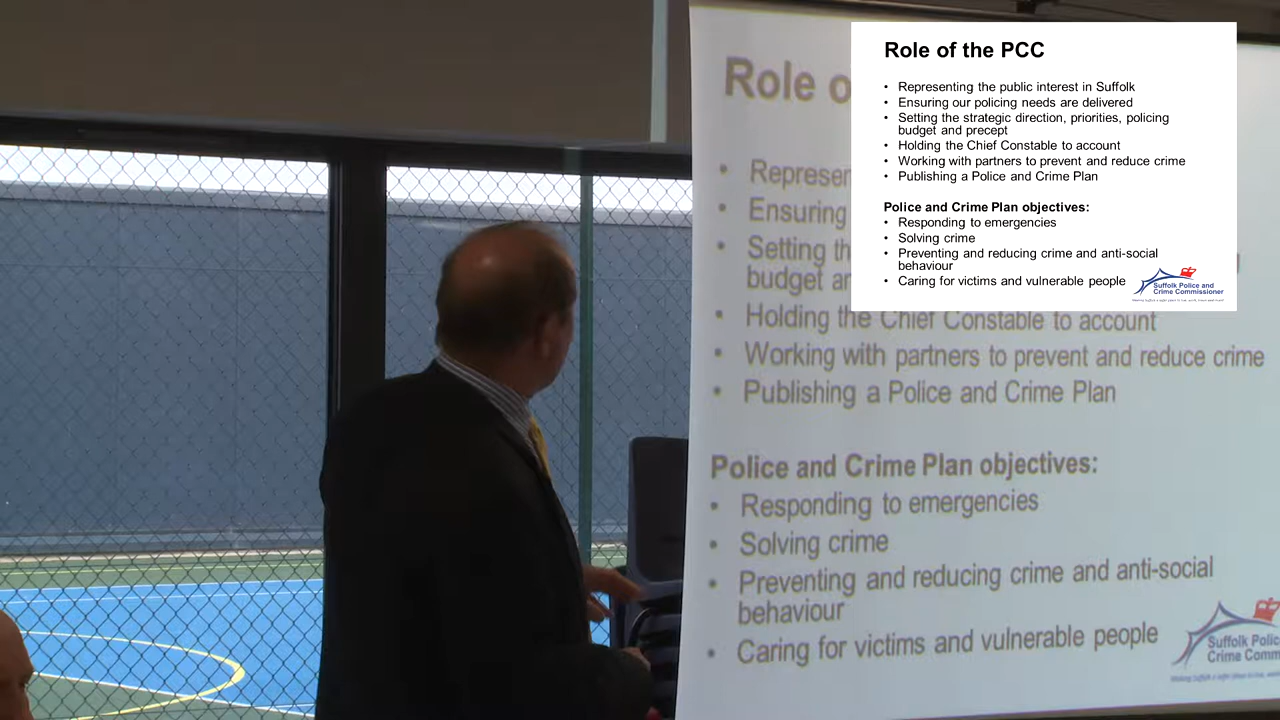 Role of the PCC
• Representing the public interest in Suffolk
• Ensuring our policing needs are delivered
• Setting the strategic direction, priorities, policing
budget and precept
• Holding the Chief Constable to account
• Working with partners to prevent and reduce crime
• Publishing a Police and Crime Plan
Police and Crime Plan objectives:
• Responding to emergencies
• Solving crime
• Preventing and reducing crime and anti-social
behaviour
• Caring for victims and vulnerable people
Suffolk Police and
Crime Commissioner
Role o
• Represen
• Ensuring
• Setting th
budget an
• Holding the Chief Constable to account
• Working with partners to prevent and reduce crime
• Publishing a Police and Crime Plan
Police and Crime Plan objectives:
• Responding to emergencies
• Solving crime
• Preventing and reducing crime and anti-social
behaviour
• Caring for victims and vulnerable people
Suffolk Polic
Crime Comm